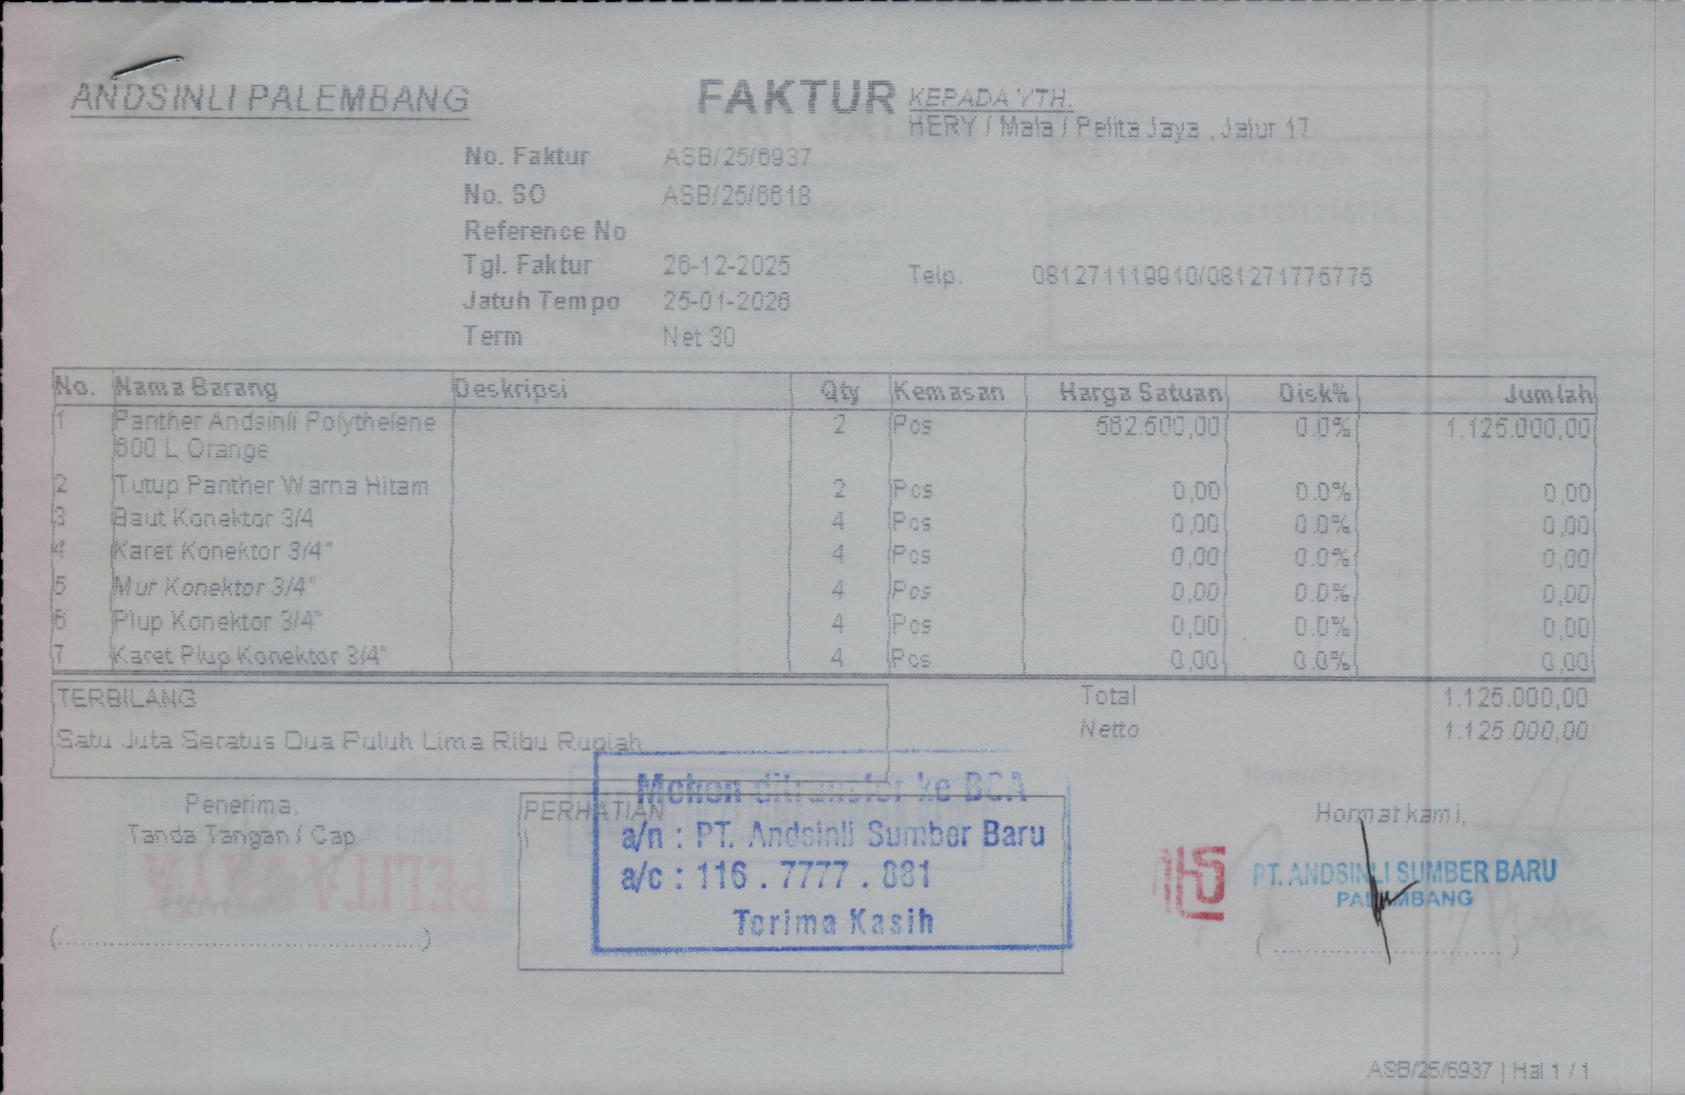 ANDSINLI PALEMBANG
FAKTUR
KEPADA YTH.
HERY / Mala / Pelita Jaya , Jalur 17
No. Faktur ASB/25/6937
No. SO ASB/25/6618
Reference No
Tgl. Faktur 26-12-2025
Telp. 081271119910/081271775775
Jatuh Tempo 25-01-2026
Term Net 30
No. Nama Barang Deskripsi Qty Kemasan Harga Satuan Disk% Jumlah
1 Panther Andsinli Polythelene 2 Pcs 562.500,00 0.0% 1.125.000,00
600 L Orange
2 Tutup Panther Warna Hitam 2 Pcs 0,00 0.0% 0,00
3 Baut Konektor 3/4 4 Pcs 0,00 0.0% 0,00
4 Karet Konektor 3/4" 4 Pcs 0,00 0.0% 0,00
5 Mur Konektor 3/4" 4 Pcs 0,00 0.0% 0,00
6 Plup Konektor 3/4" 4 Pcs 0,00 0.0% 0,00
7 Karet Plup Konektor 3/4" 4 Pcs 0,00 0.0% 0,00
TERBILANG
Satu Juta Seratus Dua Puluh Lima Ribu Rupiah
Total 1.125.000,00
Netto 1.125.000,00
Penerima,
Tanda Tangan / Cap
PERHATIAN
Mohon ditransfer ke BCA
a/n : PT. Andsinli Sumber Baru
a/c : 116 . 7777 . 881
Terima Kasih
Hormat kami,
PT. ANDSINLI SUMBER BARU
PALEMBANG
PELITA JAYA
ASB/25/6937 | Hal 1 / 1